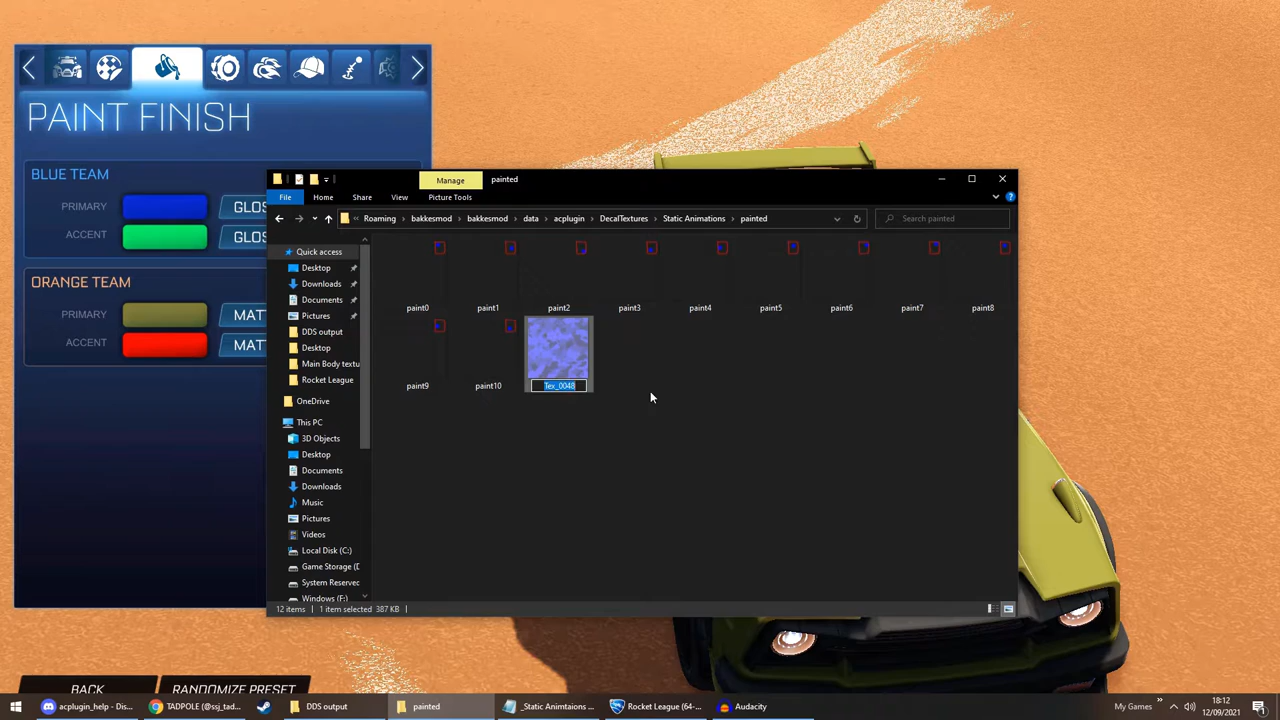 PAINT FINISH
BLUE TEAM
PRIMARY
GLOS
ACCENT
GLOS
ORANGE TEAM
PRIMARY
MATT
ACCENT
MATT
BACK
RANDOMIZE PRESET
Manage
painted
File
Home
Share
View
Picture Tools
Roaming
bakkesmod
bakkesmod
data
acplugin
DecalTextures
Static Animations
painted
Search painted
Quick access
Desktop
Downloads
Documents
Pictures
DDS output
Desktop
Main Body textu
Rocket League
OneDrive
This PC
3D Objects
Desktop
Documents
Downloads
Music
Pictures
Videos
Local Disk (C:)
Game Storage (D
System Reserved
Windows (F:)
paint0
paint1
paint2
paint3
paint4
paint5
paint6
paint7
paint8
paint9
paint10
Tex_0048
12 items
1 item selected 387 KB
acplugin_help - Dis...
TADPOLE (@ssj_tad...
DDS output
painted
_Static Animtaions ...
Rocket League (64-...
Audacity
My Games
18:12
12/09/2021